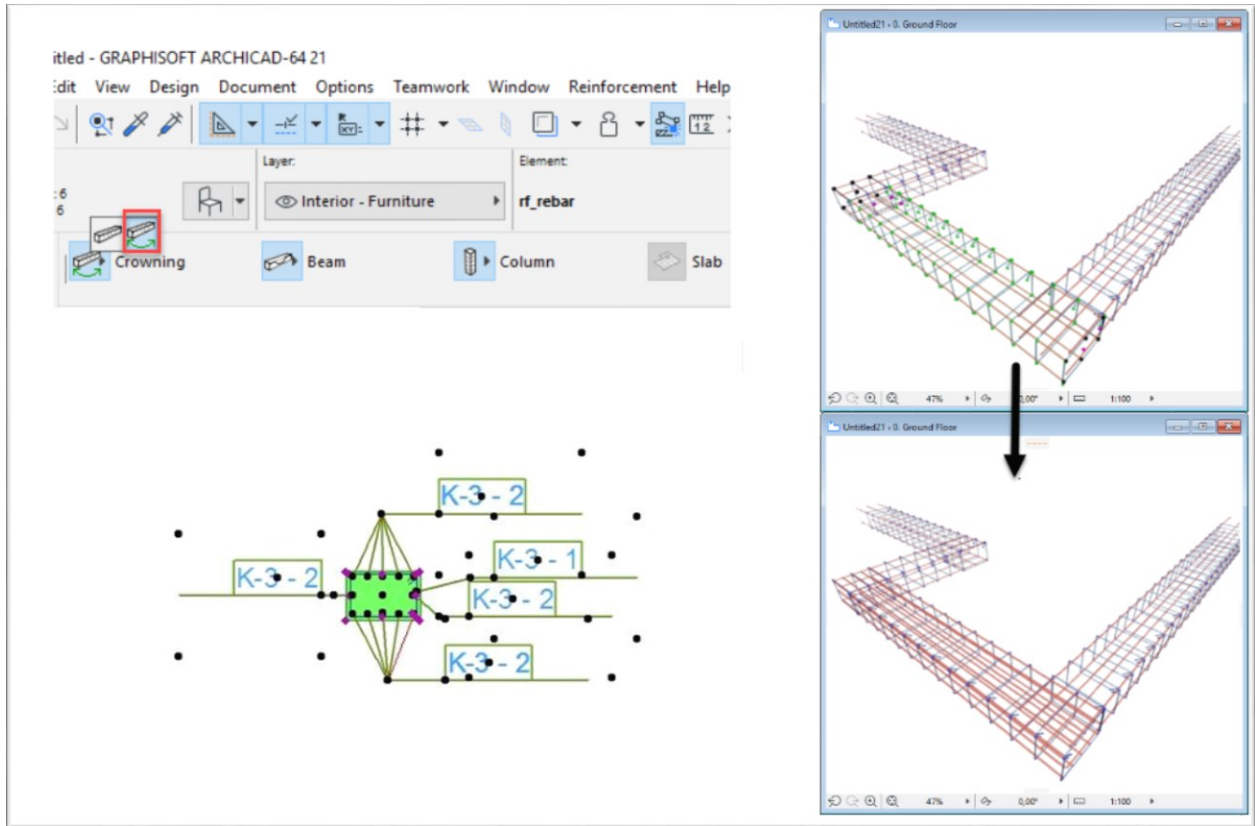 itled - GRAPHISOFT ARCHICAD-64 21
Edit View Design Document Options Teamwork Window Reinforcement Help
Layer:
Element:
:6
6
Interior - Furniture
rf_rebar
Crowning
Beam
Column
Slab
K-3 - 2
K-3 - 1
K-3 - 2
K-3 - 2
K-3 - 2
Untitled21 - 0. Ground Floor
47%
0,00°
1:100
Untitled21 - 0. Ground Floor
47%
0,00°
1:100